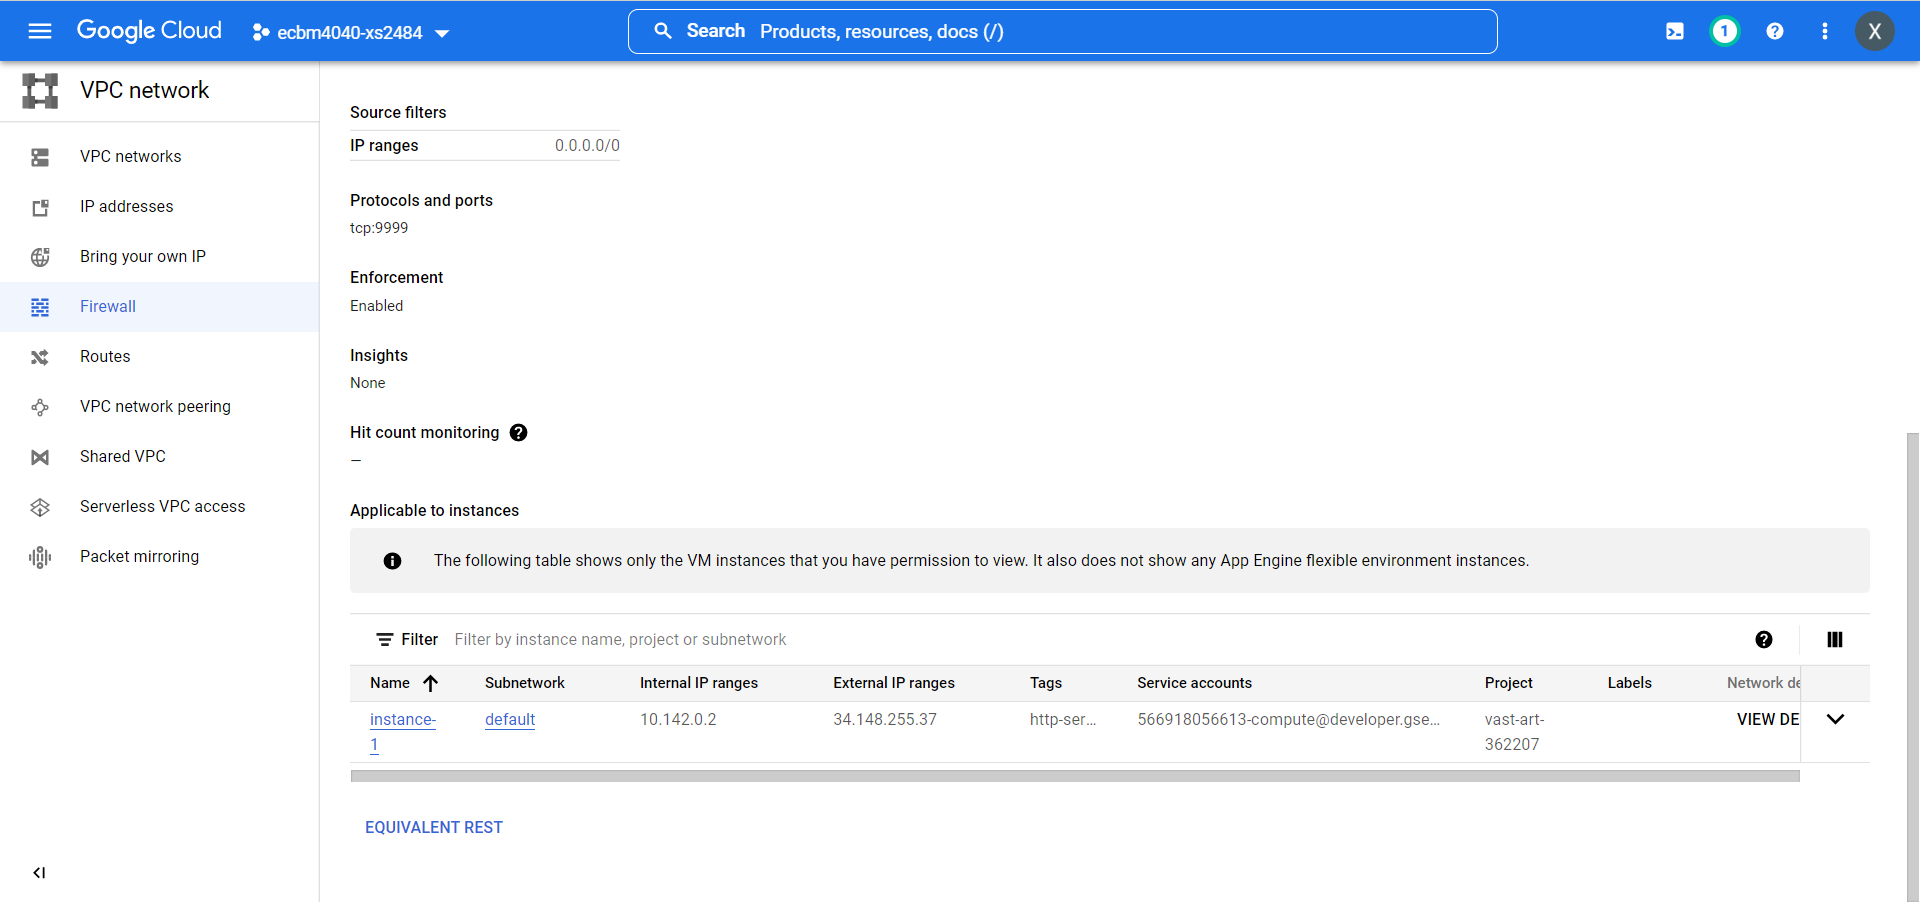 Google Cloud
ecbm4040-xs2484
Search Products, resources, docs (/)
1
X
VPC network
VPC networks
IP addresses
Bring your own IP
Firewall
Routes
VPC network peering
Shared VPC
Serverless VPC access
Packet mirroring
Source filters
IP ranges 0.0.0.0/0
Protocols and ports
tcp:9999
Enforcement
Enabled
Insights
None
Hit count monitoring
—
Applicable to instances
The following table shows only the VM instances that you have permission to view. It also does not show any App Engine flexible environment instances.
Filter Filter by instance name, project or subnetwork
Name Subnetwork Internal IP ranges External IP ranges Tags Service accounts Project Labels Network de
instance- default 10.142.0.2 34.148.255.37 http-ser... 566918056613-compute@developer.gse... vast-art- VIEW DE
1 362207
EQUIVALENT REST